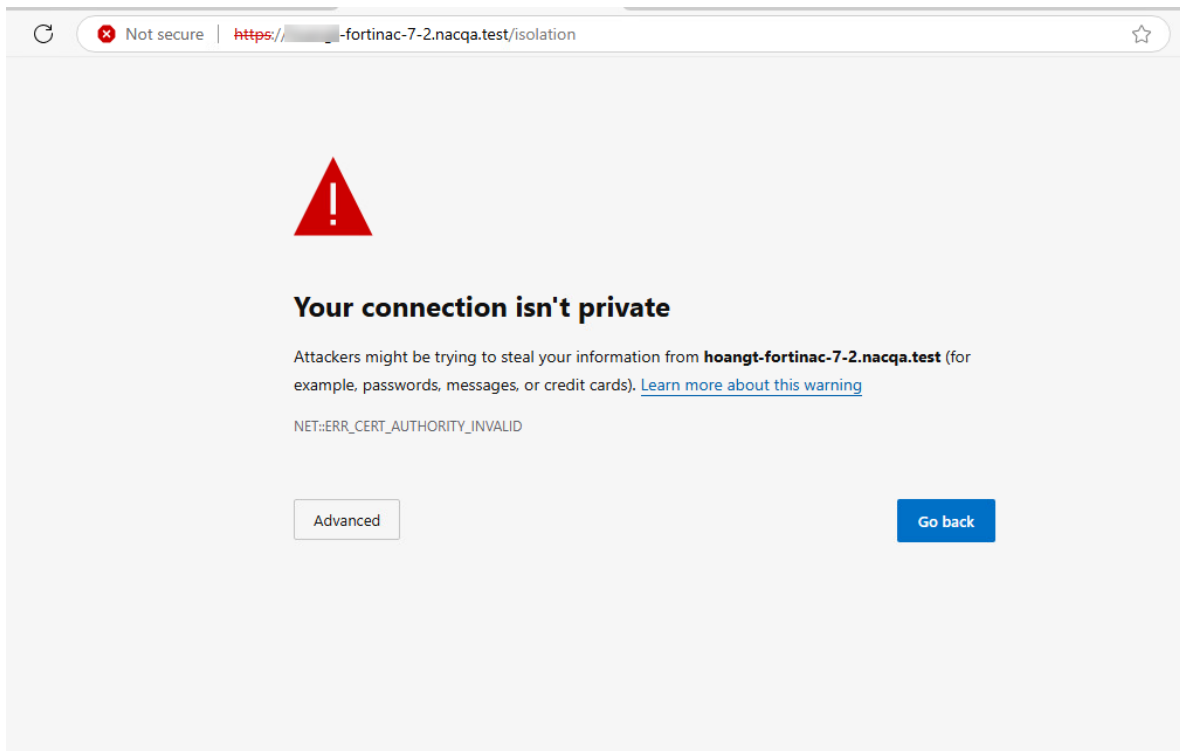 Not secure https://-fortinac-7-2.nacqa.test/isolation
Your connection isn't private
Attackers might be trying to steal your information from hoangt-fortinac-7-2.nacqa.test (for
example, passwords, messages, or credit cards). Learn more about this warning
NET::ERR_CERT_AUTHORITY_INVALID
Advanced
Go back